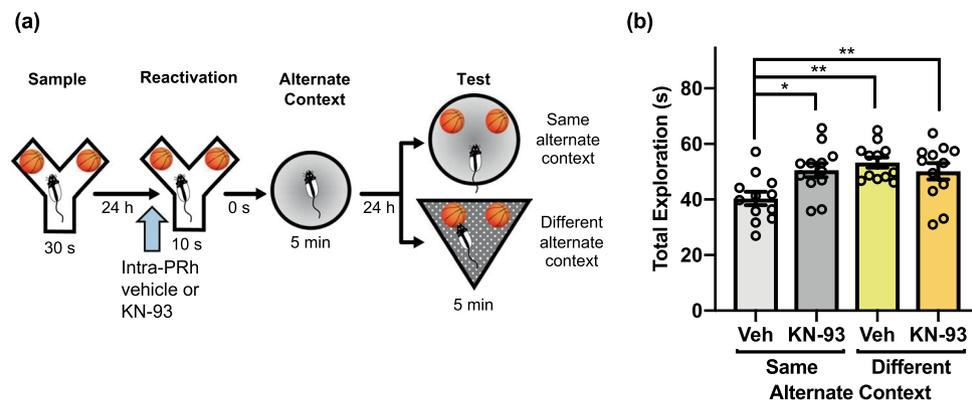 (a)
Sample
Reactivation
Alternate
Context
Test
24 h
0 s
24 h
30 s
10 s
5 min
Intra-PRh
vehicle or
KN-93
Same
alternate
context
Different
alternate
context
5 min
(b)
Total Exploration (s)
80
60
40
20
0
**
**
*
Veh KN-93 Veh KN-93
Same Different
Alternate Context